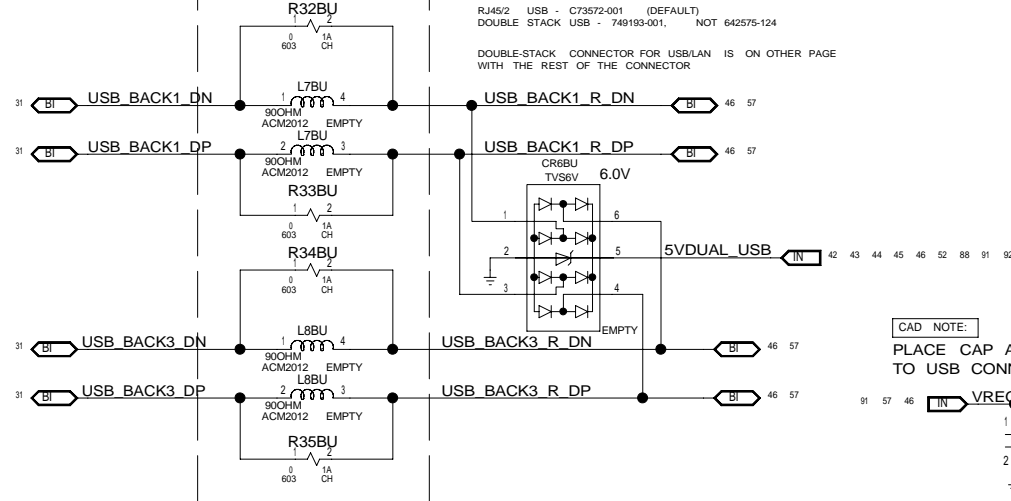 R32BU
1 2
0 1A
603 CH
RJ45/2 USB - C73572-001 (DEFAULT)
DOUBLE STACK USB - 749193-001, NOT 642575-124
DOUBLE-STACK CONNECTOR FOR USB/LAN IS ON OTHER PAGE
WITH THE REST OF THE CONNECTOR
31 BI USB_BACK1_DN
L7BU
1 4
90OHM
ACM2012 EMPTY
USB_BACK1_R_DN BI 46 57
31 BI USB_BACK1_DP
L7BU
2 3
90OHM
ACM2012 EMPTY
USB_BACK1_R_DP BI 46 57
R33BU
1 2
0 1A
603 CH
CR6BU
TVS6V 6.0V
1 6
2 5
3 4
EMPTY
5VDUAL_USB IN 42 43 44 45 46 52 88 91 92
R34BU
1 2
0 1A
603 CH
31 BI USB_BACK3_DN
L8BU
1 4
90OHM
ACM2012 EMPTY
USB_BACK3_R_DN BI 46 57
31 BI USB_BACK3_DP
L8BU
2 3
90OHM
ACM2012 EMPTY
USB_BACK3_R_DP BI 46 57
R35BU
1 2
0 1A
603 CH
CAD NOTE:
PLACE CAP
TO USB
91 57 46 IN
1
2